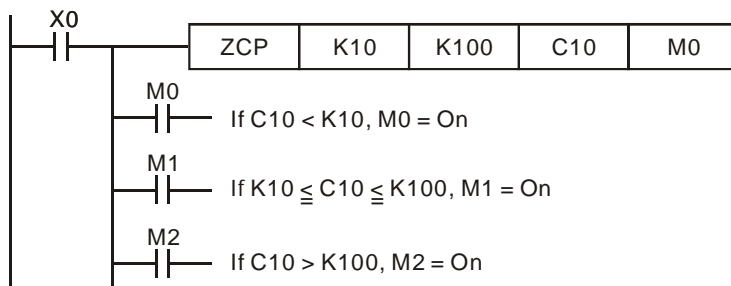 X0
ZCP K10 K100 C10 M0
M0
If C10 < K10, M0 = On
M1
If K10 ≦ C10 ≦ K100, M1 = On
M2
If C10 > K100, M2 = On